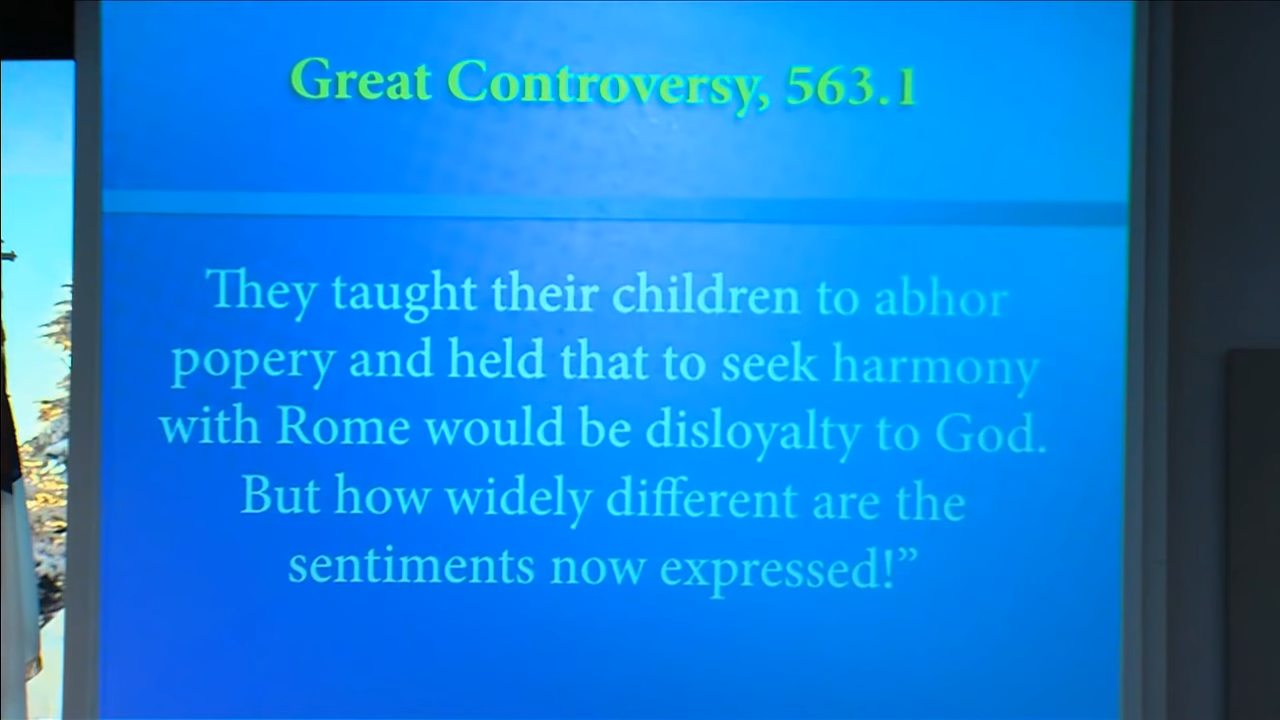 Great Controversy, 563.1
They taught their children to abhor
popery and held that to seek harmony
with Rome would be disloyalty to God.
But how widely different are the
sentiments now expressed!”